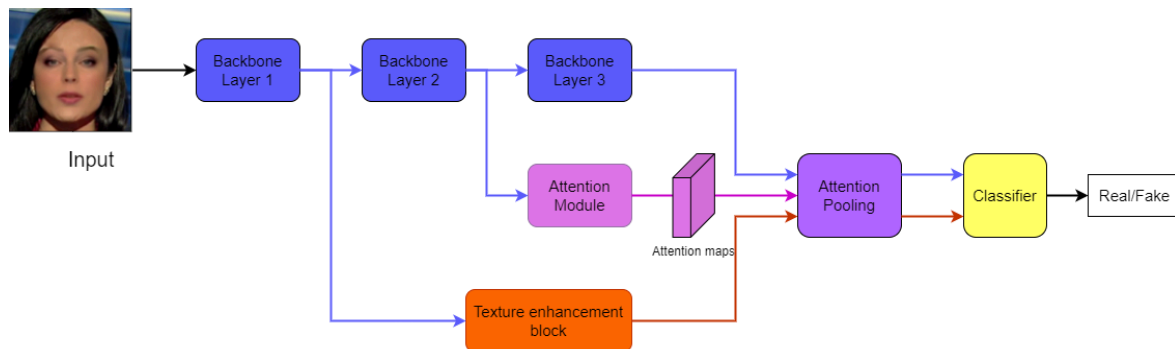 Backbone
Layer 1
Backbone
Layer 2
Backbone
Layer 3
Input
Attention
Module
Attention maps
Attention
Pooling
Classifier
Real/Fake
Texture enhancement
block